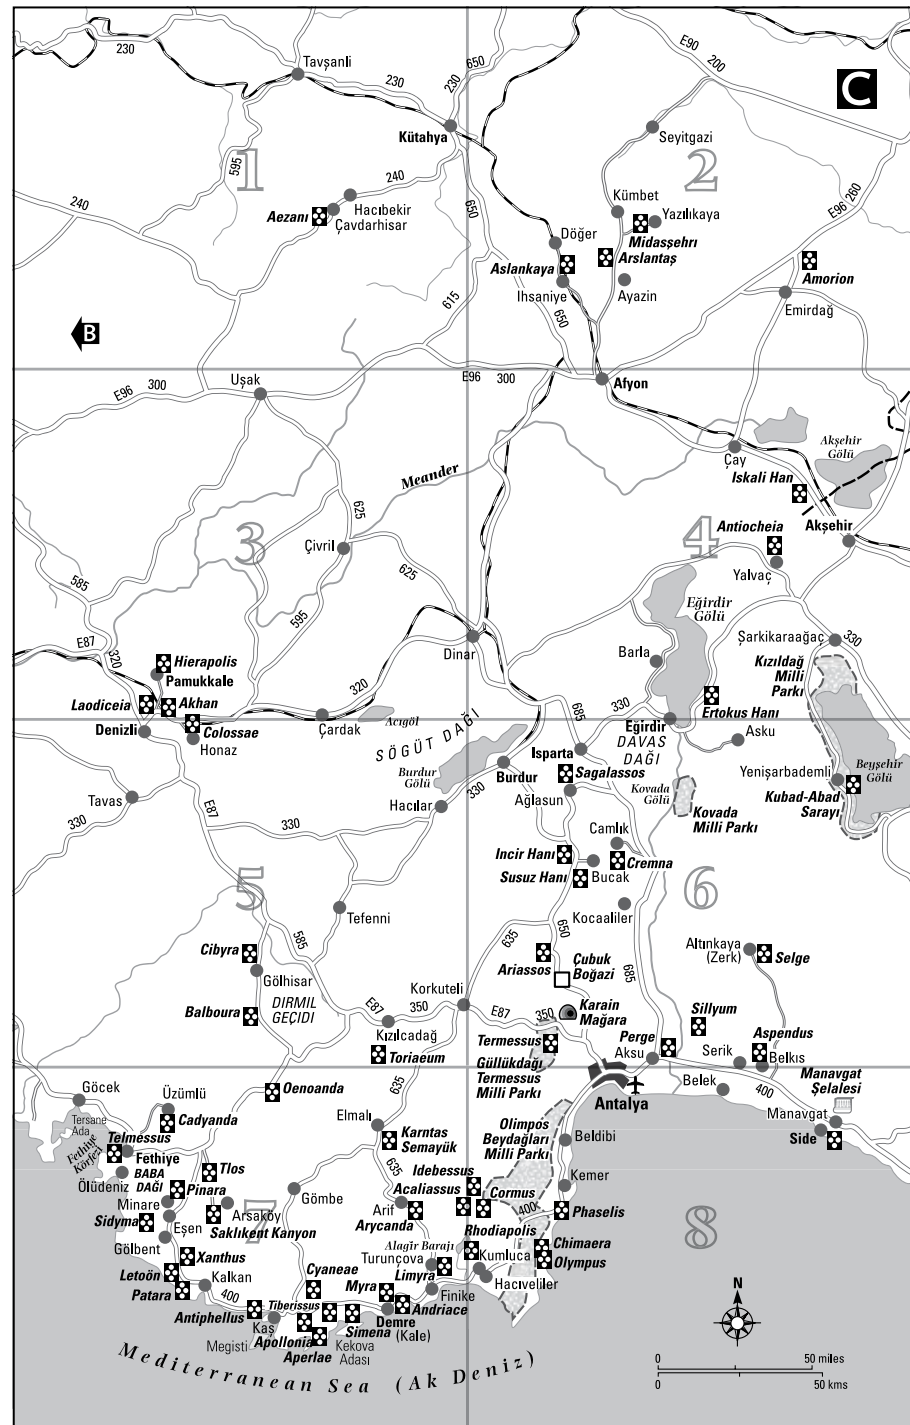 230
Tavşanli
230
230
650
E90
200
C
Kütahya
Seyitgazi
595
1
2
240
240
Hacıbekir
Aezanı
Çavdarhisar
650
Kümbet
Yazılıkaya
Midasşehrı
E96 260
Döğer
Arslantaş
Aslankaya
Ihsaniye
Ayazin
Amorion
Emirdağ
615
650
B
E96
300
Uşak
E96
300
Afyon
Meander
Çay
Akşehir
Gölü
Iskali Han
625
3
4
Çivril
Antiocheia
Akşehir
Yalvaç
585
625
595
Eğirdir
Gölü
E87
320
Dinar
Barla
Şarkikaraağaç
330
Hierapolis
Pamukkale
Kızıldağ
Milli
Parkı
320
Laodiceia
Akhan
330
Ertokus Hanı
Denizli
Colossae
Honaz
Çardak
Acıgöl
SÖGÜT DAĞI
685
Eğirdir
DAVAS
DAĞI
Asku
Isparta
Burdur
Gölü
Burdur
Sagalassos
Yenişarbademli
Beyşehir
Gölü
Kovada
Gölü
Kubad-Abad
Sarayı
Tavas
E87
Hacılar
330
Ağlasun
Kovada
Milli Parkı
330
330
Camlık
Incir Hanı
Cremna
Susuz Hanı
Bucak
5
6
Tefenni
Kocaaliler
585
635
650
Cibyra
Gölhisar
Ariassos
Çubuk
Boğazi
685
Altınkaya
(Zerk)
Selge
DIRMIL
GEÇIDI
Korkuteli
Balboura
E87
350
E87
350
Karain
Mağara
Sillyum
Kızılcadağ
Toriaeum
Termessus
Perge
Aspendus
Aksu
Serik
Belkıs
Güllükdağı
Termessus
Milli Parkı
Manavgat
Şelalesi
Oenoanda
635
Antalya
Belek
400
Göcek
Üzümlü
Cadyanda
Tersane
Ada
Elmalı
Olimpos
Beydağları
Milli Parkı
Manavgat
Side
Fethiye
Körfezi
Telmessus
Fethiye
Karntas
Semayük
Beldibi
BABA
DAĞI
Tlos
635
Idebessus
Ölüdeniz
Pinara
Gömbe
Acaliassus
Cormus
Kemer
Minare
Arsaköy
Arif
400
Sidyma
Eşen
Saklıkent Kanyon
Arycanda
Phaselis
7
8
Gölbent
Rhodiapolis
Alagir Barajı
Chimaera
Xanthus
Turunçova
Kumluca
Olympus
Letoön
Cyaneae
Limyra
Hacıveliler
Kalkan
Myra
Patara
Finike
400
Tiberissus
Andriace
Antiphellus
Kaş
Demre
(Kale)
Apollonia
Simena
Megisti
Aperlae
Kekova
Adası
N
Mediterranean Sea (Ak Deniz)
0
50 miles
0
50 kms